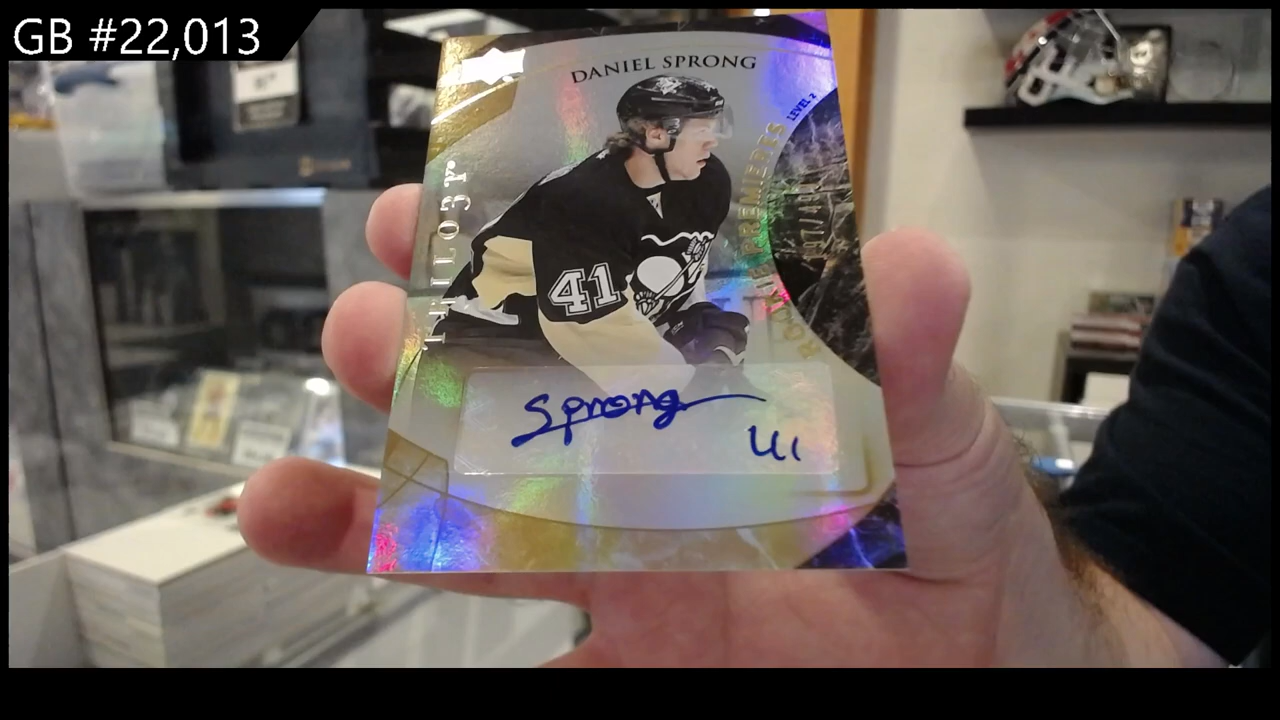 GB #22,013
DANIEL SPRONG
LEVEL 2
TRILOGY
ROOKIE PREMIERES
41
Sprong
41